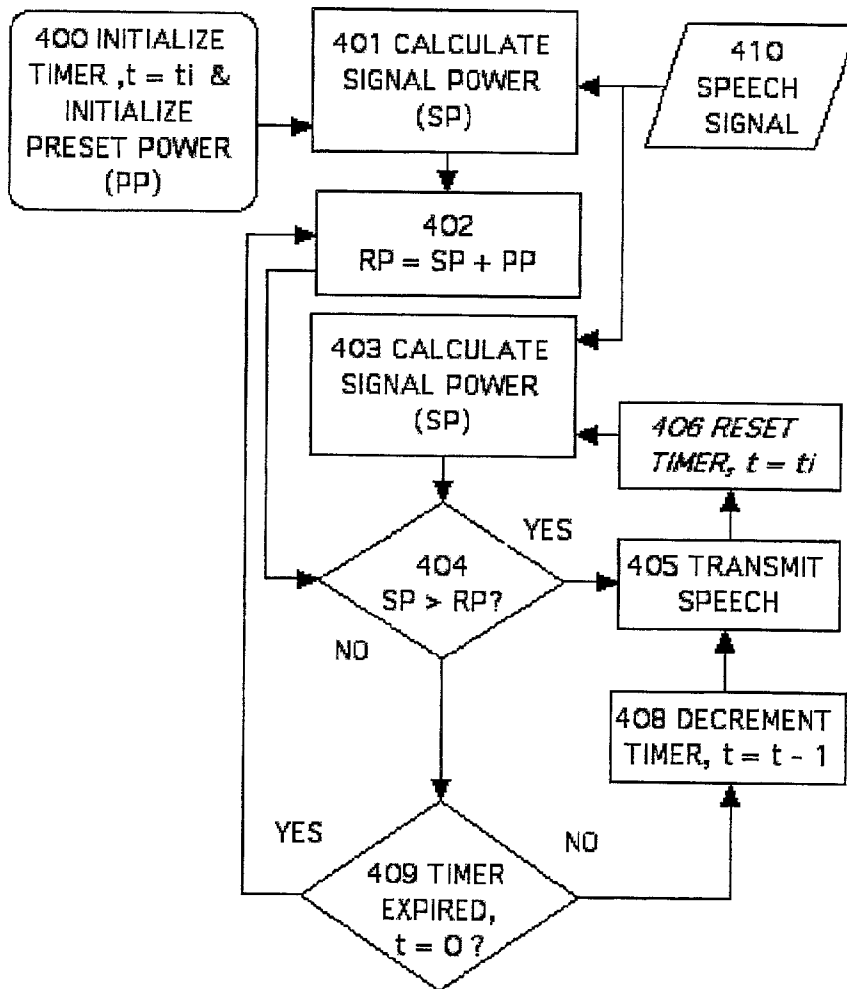 400 INITIALIZE
TIMER ,t = ti &
INITIALIZE
PRESET POWER
(PP)
401 CALCULATE
SIGNAL POWER
(SP)
410
SPEECH
SIGNAL
402
RP = SP + PP
403 CALCULATE
SIGNAL POWER
(SP)
406 RESET
TIMER, t = ti
YES
404
SP > RP?
405 TRANSMIT
SPEECH
NO
408 DECREMENT
TIMER, t = t - 1
YES
NO
409 TIMER
EXPIRED,
t = 0 ?